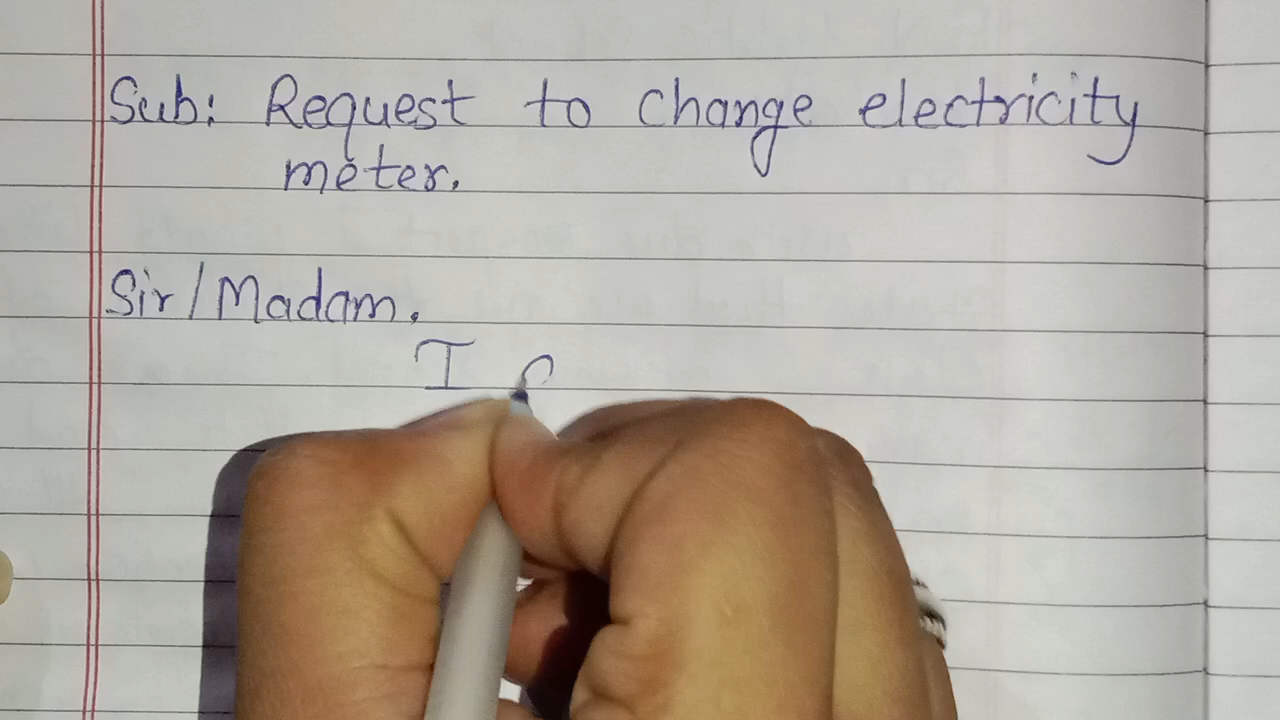 Sub: Request to change electricity
meter.
Sir/Madam.
I